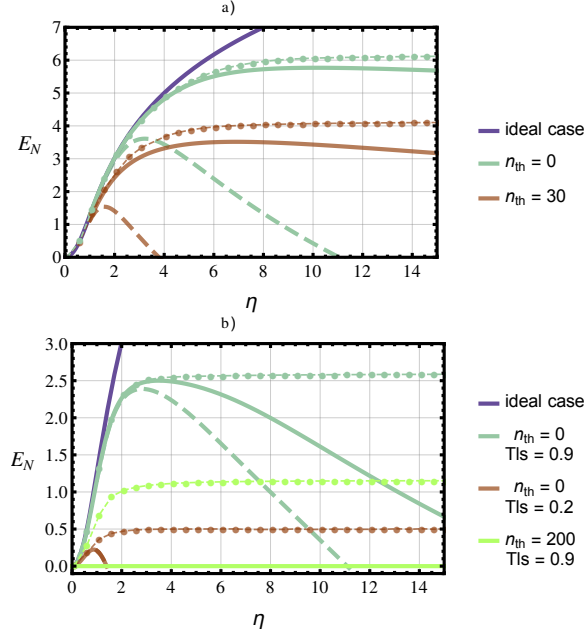 a)
7
6
5
4
3
2
1
0
E_N
0 2 4 6 8 10 12 14
η
ideal case
n_th = 0
n_th = 30
b)
3.0
2.5
2.0
1.5
1.0
0.5
0.0
E_N
0 2 4 6 8 10 12 14
η
ideal case
n_th = 0
Tls = 0.9
n_th = 0
Tls = 0.2
n_th = 200
Tls = 0.9